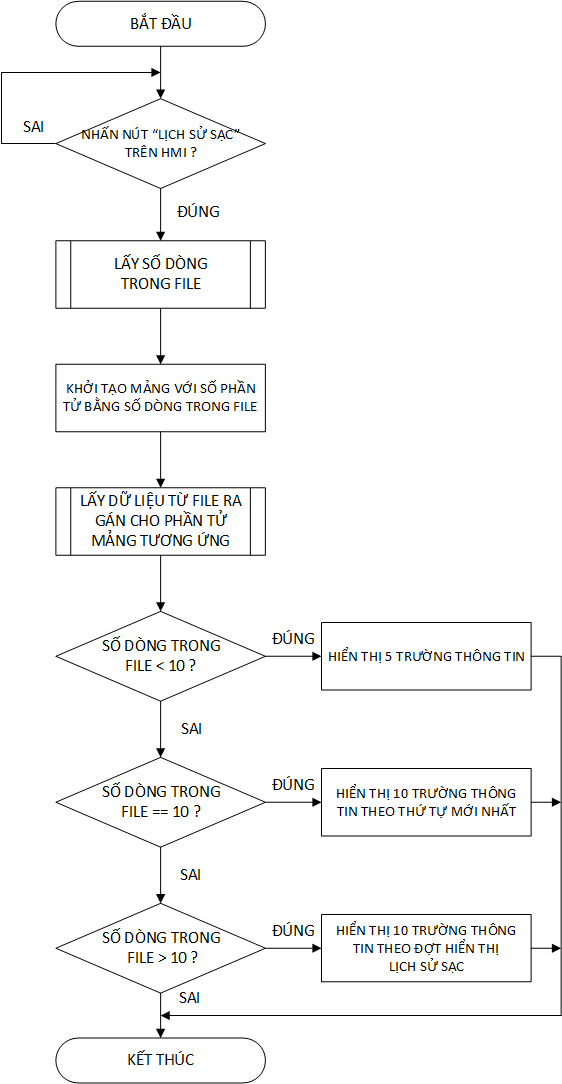 BẮT ĐẦU
SAI
NHẤN NÚT “LỊCH SỬ SẠC”
TRÊN HMI ?
ĐÚNG
LẤY SỐ DÒNG
TRONG FILE
KHỞI TẠO MẢNG VỚI SỐ PHẦN
TỬ BẰNG SỐ DÒNG TRONG FILE
LẤY DỮ LIỆU TỪ FILE RA
GÁN CHO PHẦN TỬ
MẢNG TƯƠNG ỨNG
SỐ DÒNG TRONG
FILE < 10 ?
ĐÚNG
HIỂN THỊ 5 TRƯỜNG THÔNG TIN
SAI
SỐ DÒNG TRONG
FILE == 10 ?
ĐÚNG
HIỂN THỊ 10 TRƯỜNG THÔNG
TIN THEO THỨ TỰ MỚI NHẤT
SAI
SỐ DÒNG TRONG
FILE > 10 ?
ĐÚNG
HIỂN THỊ 10 TRƯỜNG THÔNG
TIN THEO ĐỢT HIỂN THỊ
LỊCH SỬ SẠC
SAI
KẾT THÚC